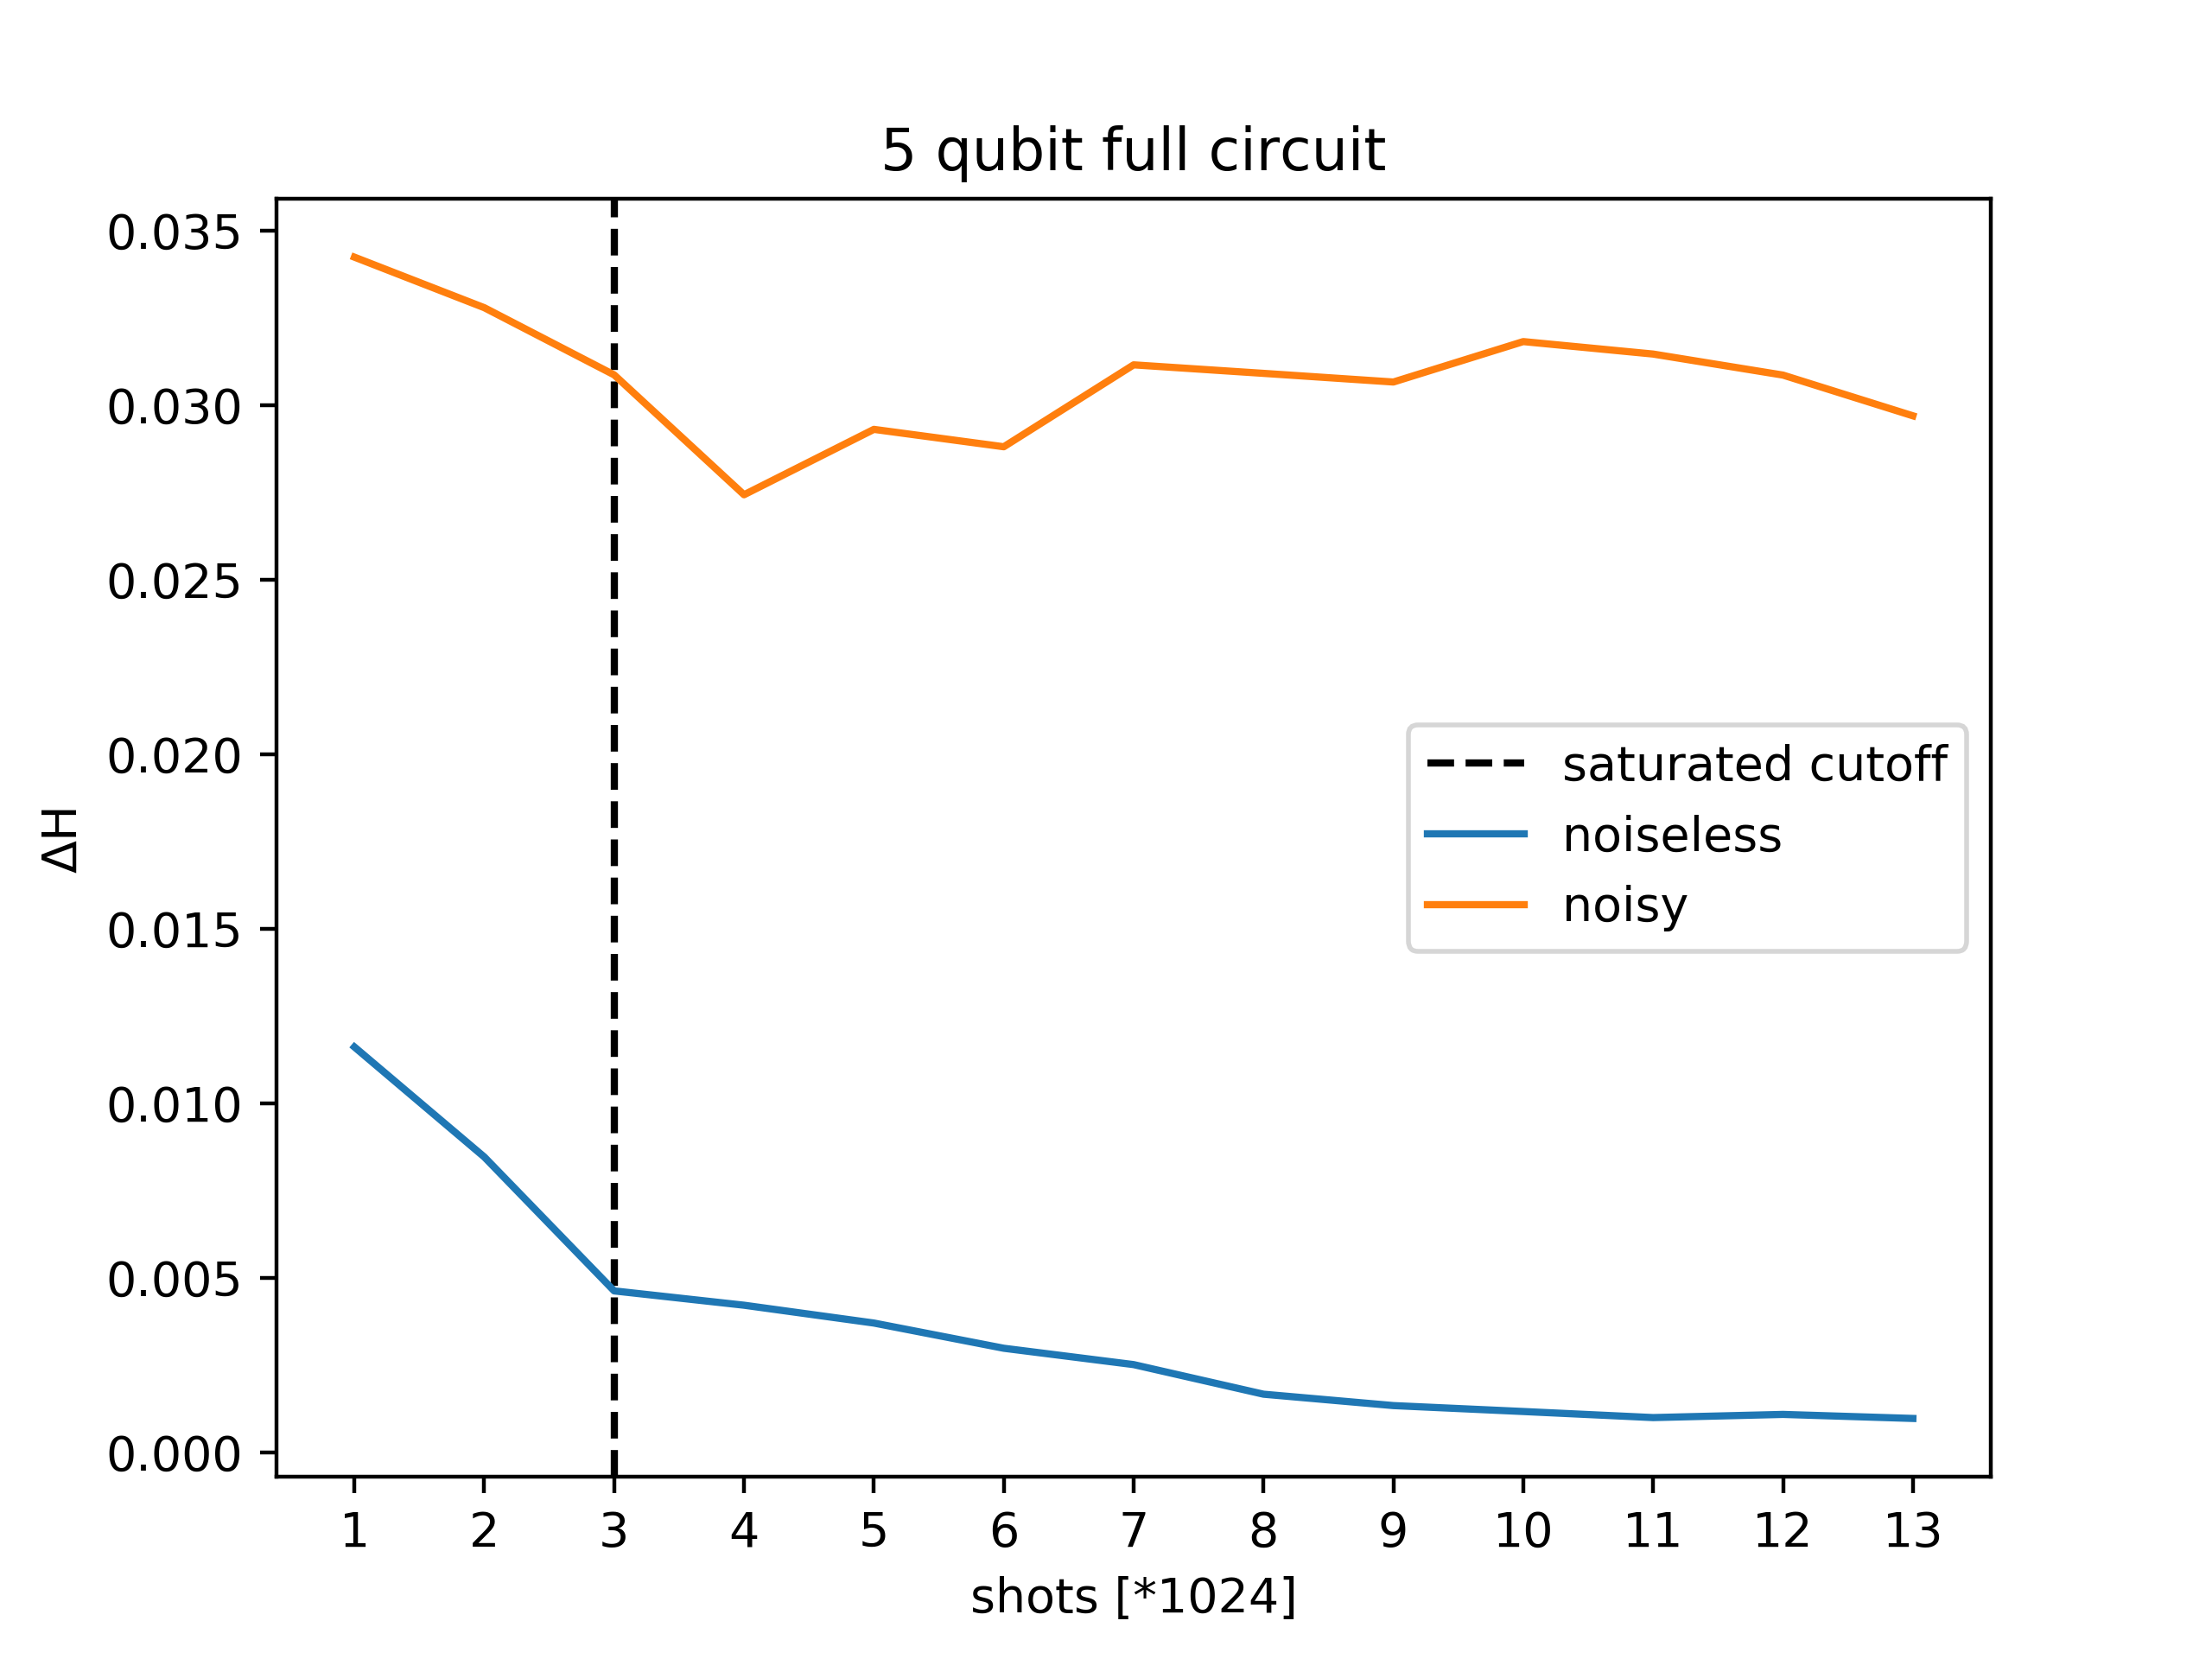 5 qubit full circuit
0.035
0.030
0.025
0.020
0.015
0.010
0.005
0.000
ΔH
saturated cutoff
noiseless
noisy
1 2 3 4 5 6 7 8 9 10 11 12 13
shots [*1024]